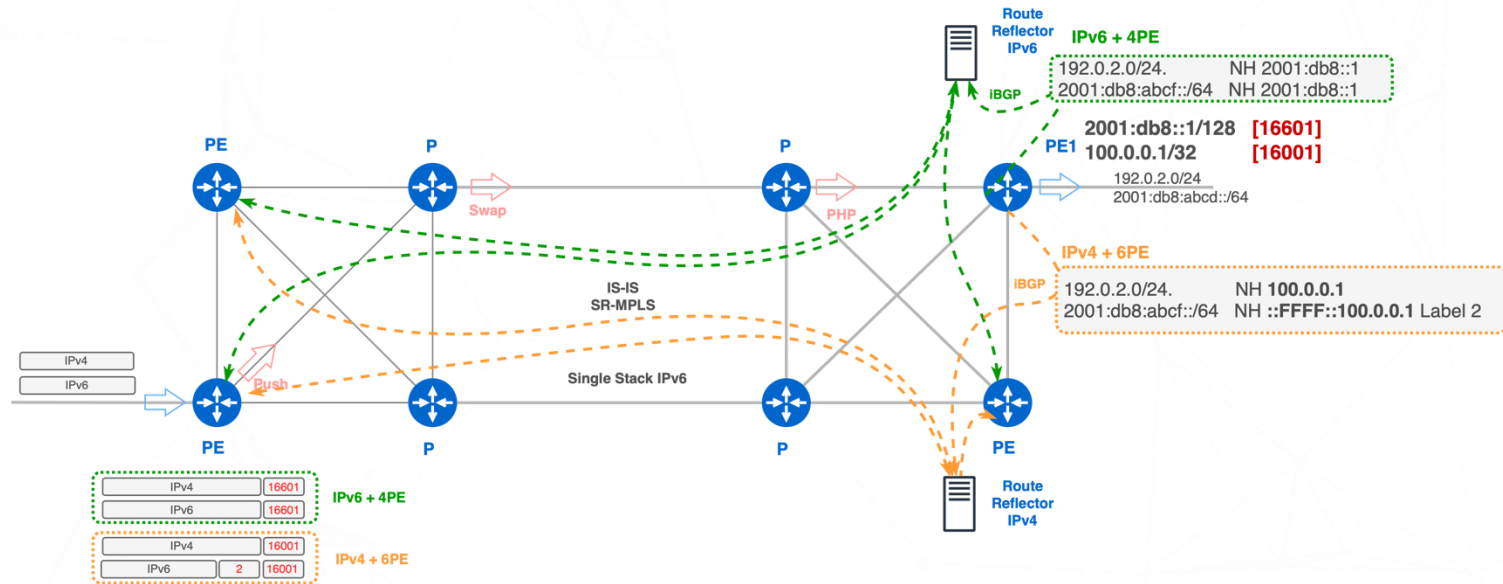 Route
Reflector
IPv6
IPv6 + 4PE
192.0.2.0/24. NH 2001:db8::1
2001:db8:abcf::/64 NH 2001:db8::1
iBGP
2001:db8::1/128 [16601]
100.0.0.1/32 [16001]
PE
P
P
PE1
192.0.2.0/24
2001:db8:abcd::/64
Swap
PHP
IPv4 + 6PE
iBGP
192.0.2.0/24. NH 100.0.0.1
2001:db8:abcf::/64 NH ::FFFF::100.0.0.1 Label 2
IS-IS
SR-MPLS
IPv4
IPv6
Push
Single Stack IPv6
PE
P
P
PE
Route
Reflector
IPv4
IPv4 16601
IPv6 16601
IPv6 + 4PE
IPv4 16001
IPv6 2 16001
IPv4 + 6PE